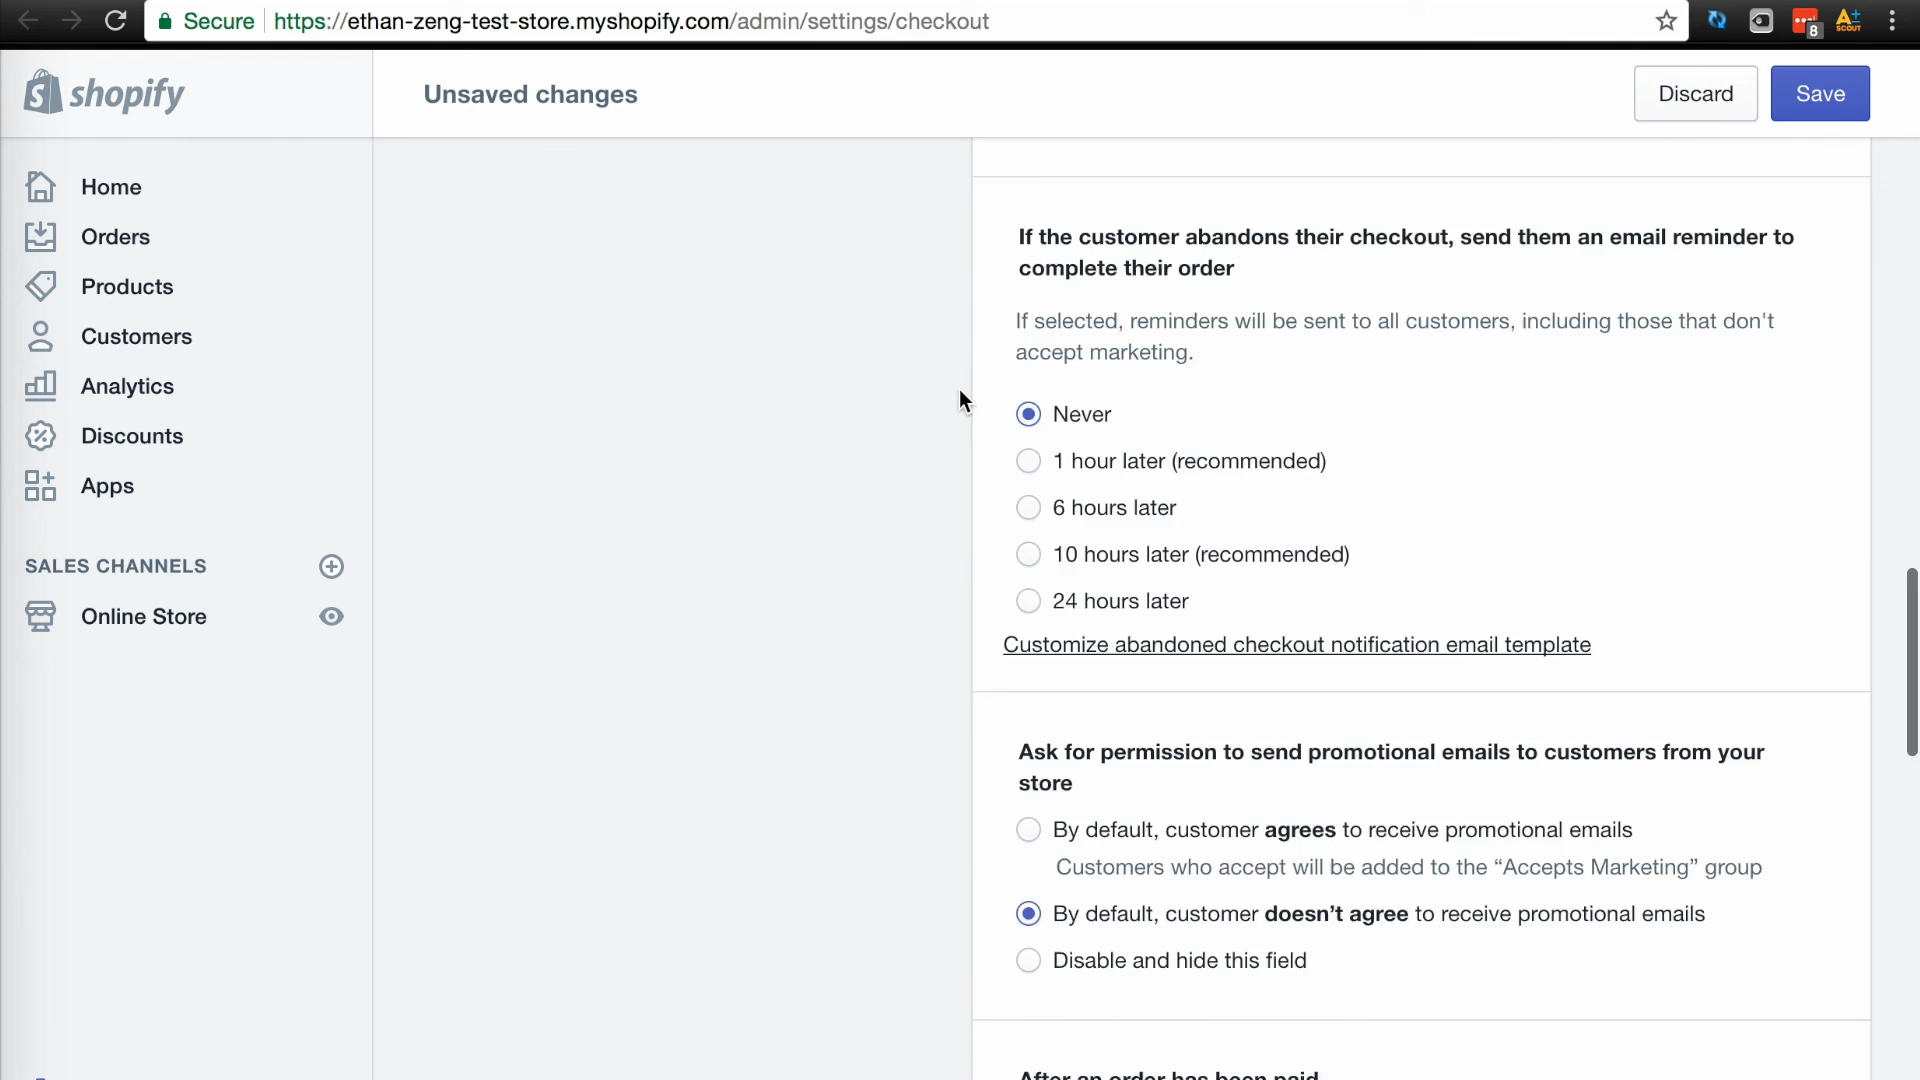 Secure https://ethan-zeng-test-store.myshopify.com/admin/settings/checkout
8
A+ SCOUT
shopify
Unsaved changes
Discard
Save
Home
Orders
Products
Customers
Analytics
Discounts
Apps
SALES CHANNELS
Online Store
If the customer abandons their checkout, send them an email reminder to
complete their order
If selected, reminders will be sent to all customers, including those that don't
accept marketing.
Never
1 hour later (recommended)
6 hours later
10 hours later (recommended)
24 hours later
Customize abandoned checkout notification email template
Ask for permission to send promotional emails to customers from your
store
By default, customer agrees to receive promotional emails
Customers who accept will be added to the “Accepts Marketing” group
By default, customer doesn’t agree to receive promotional emails
Disable and hide this field
After an order has been paid